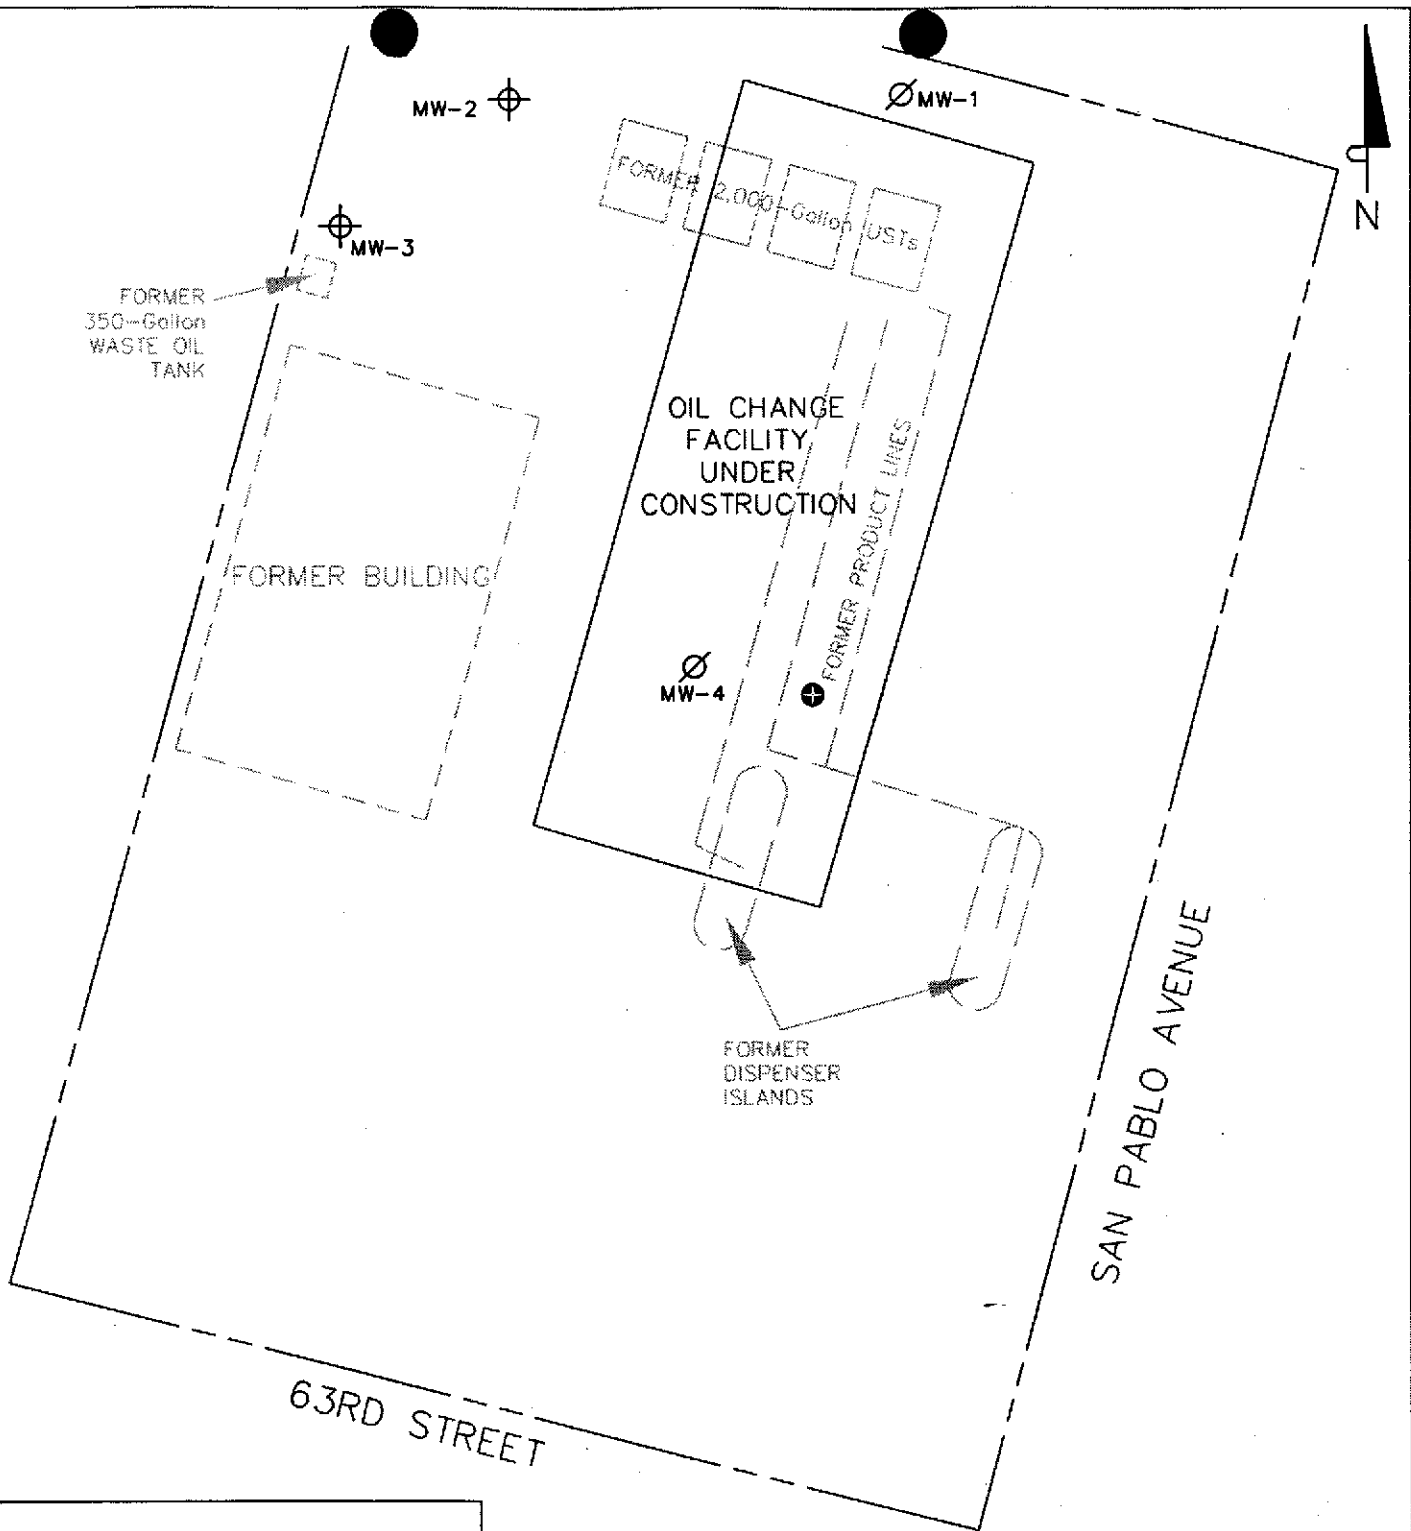 MW-2
MW-1
FORMER 2,000-Gallon USTs
N
MW-3
FORMER
350-Gallon
WASTE OIL
TANK
OIL CHANGE
FACILITY
UNDER
CONSTRUCTION
FORMER PRODUCT LINES
FORMER BUILDING
MW-4
FORMER
DISPENSER
ISLANDS
SAN PABLO AVENUE
63RD STREET